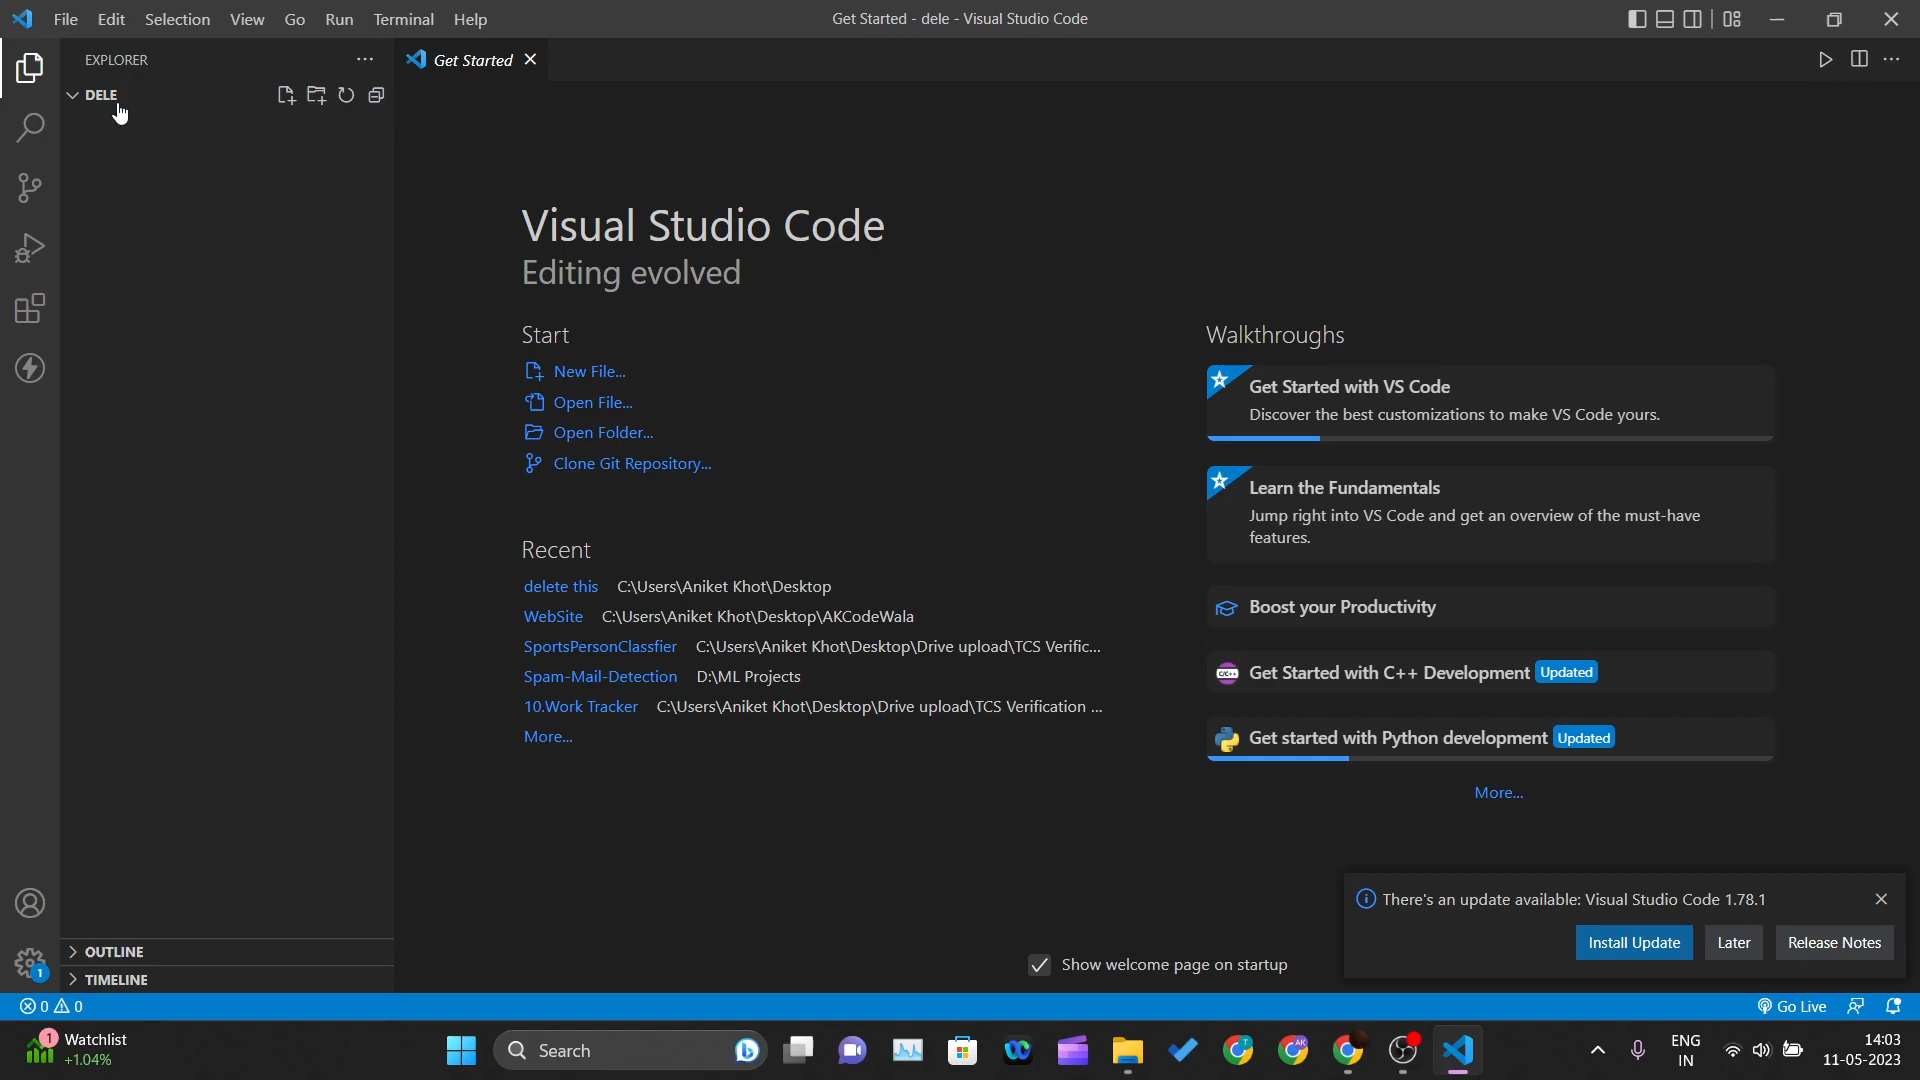 File Edit Selection View Go Run Terminal Help
Get Started - dele - Visual Studio Code
EXPLORER
Get Started
DELE
Visual Studio Code
Editing evolved
Start
New File...
Open File...
Open Folder...
Clone Git Repository...
Recent
delete this C:\Users\Aniket Khot\Desktop
WebSite C:\Users\Aniket Khot\Desktop\AKCodeWala
SportsPersonClassfier C:\Users\Aniket Khot\Desktop\Drive upload\TCS Verific...
Spam-Mail-Detection D:\ML Projects
10.Work Tracker C:\Users\Aniket Khot\Desktop\Drive upload\TCS Verification ...
More...
Walkthroughs
Get Started with VS Code
Discover the best customizations to make VS Code yours.
Learn the Fundamentals
Jump right into VS Code and get an overview of the must-have
features.
Boost your Productivity
C/C++ Get Started with C++ Development Updated
Get started with Python development Updated
More...
There's an update available: Visual Studio Code 1.78.1
Install Update Later Release Notes
Show welcome page on startup
OUTLINE
TIMELINE
1
0 0
Go Live
1 Watchlist
+1.04%
Search
T
AK
ENG
IN
14:03
11-05-2023